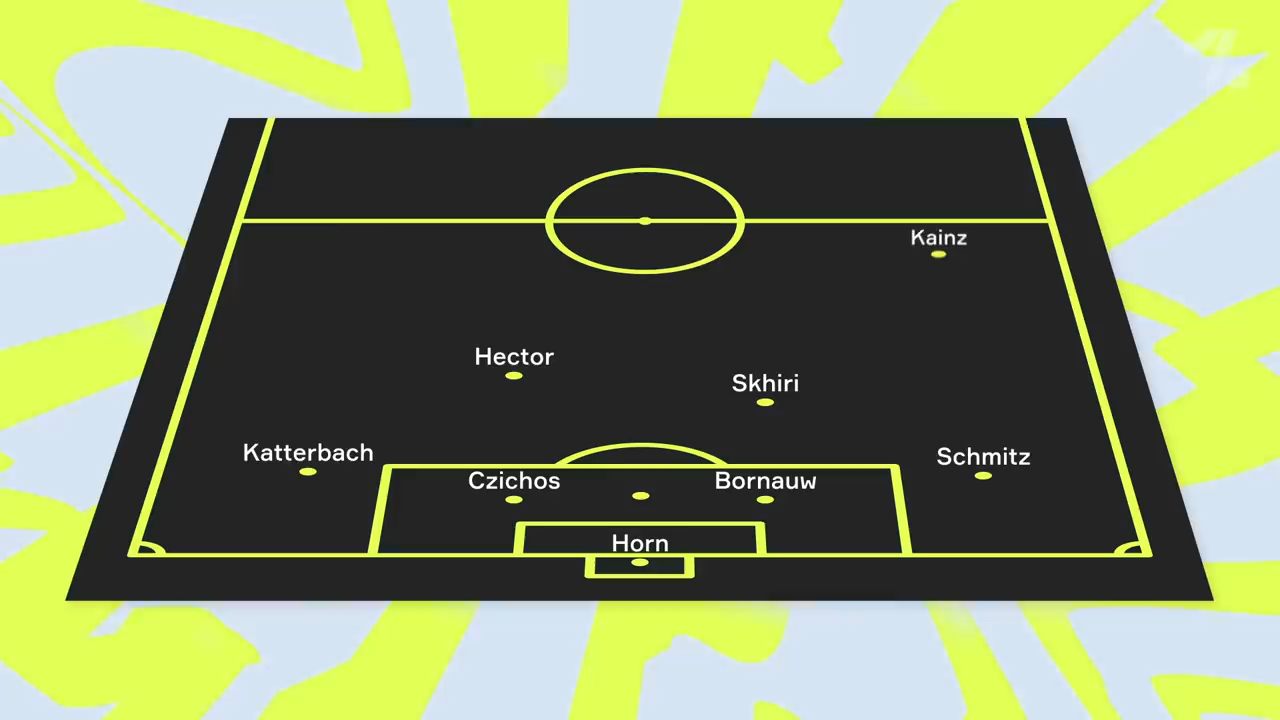 Kainz
Hector
Skhiri
Katterbach
Schmitz
Czichos
Bornauw
Horn